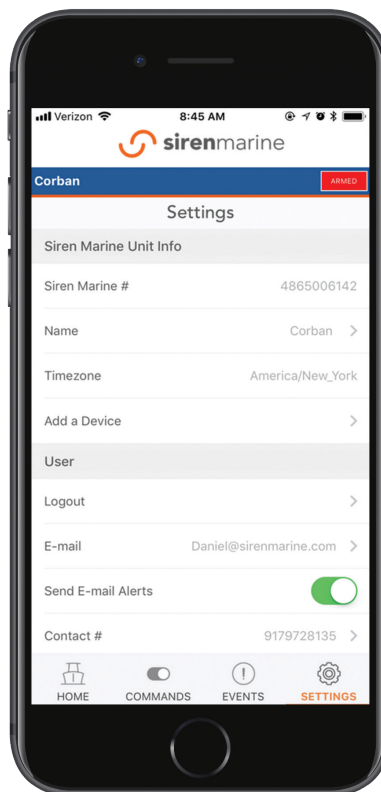 Verizon 8:45 AM
sirenmarine
Corban ARMED
Settings
Siren Marine Unit Info
Siren Marine # 4865006142
Name Corban
Timezone America/New_York
Add a Device
User
Logout
E-mail Daniel@sirenmarine.com
Send E-mail Alerts
Contact # 9179728135
HOME COMMANDS EVENTS SETTINGS